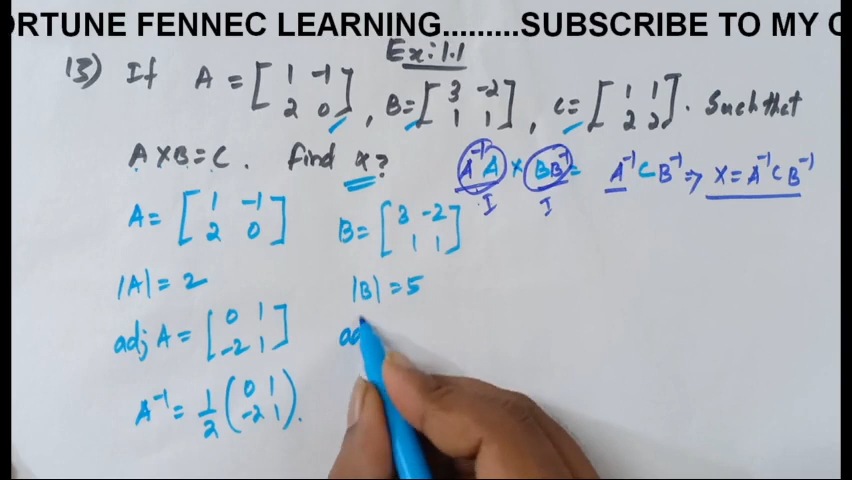 ORTUNE FENNEC LEARNING.........SUBSCRIBE TO MY C
Ex:1.1
13) If A = [1 -1 2 0], B = [3 -2 1 1], C = [1 1 2 2]. Such that
A X B = C. Find x?
A⁻¹A X BB⁻¹ = A⁻¹CB⁻¹ ⇒ X = A⁻¹CB⁻¹
I I
A = [1 -1 2 0] B = [3 -2 1 1]
|A| = 2 |B| = 5
adj A = [0 1 -2 1] ad
A⁻¹ = 1/2 (0 1 -2 1).